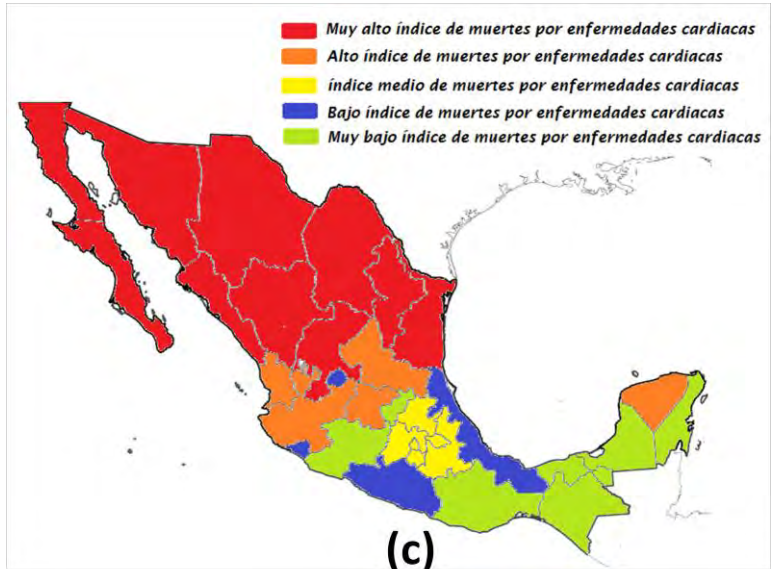 Muy alto índice de muertes por enfermedades cardiacas
Alto índice de muertes por enfermedades cardiacas
índice medio de muertes por enfermedades cardiacas
Bajo índice de muertes por enfermedades cardiacas
Muy bajo índice de muertes por enfermedades cardiacas
(c)